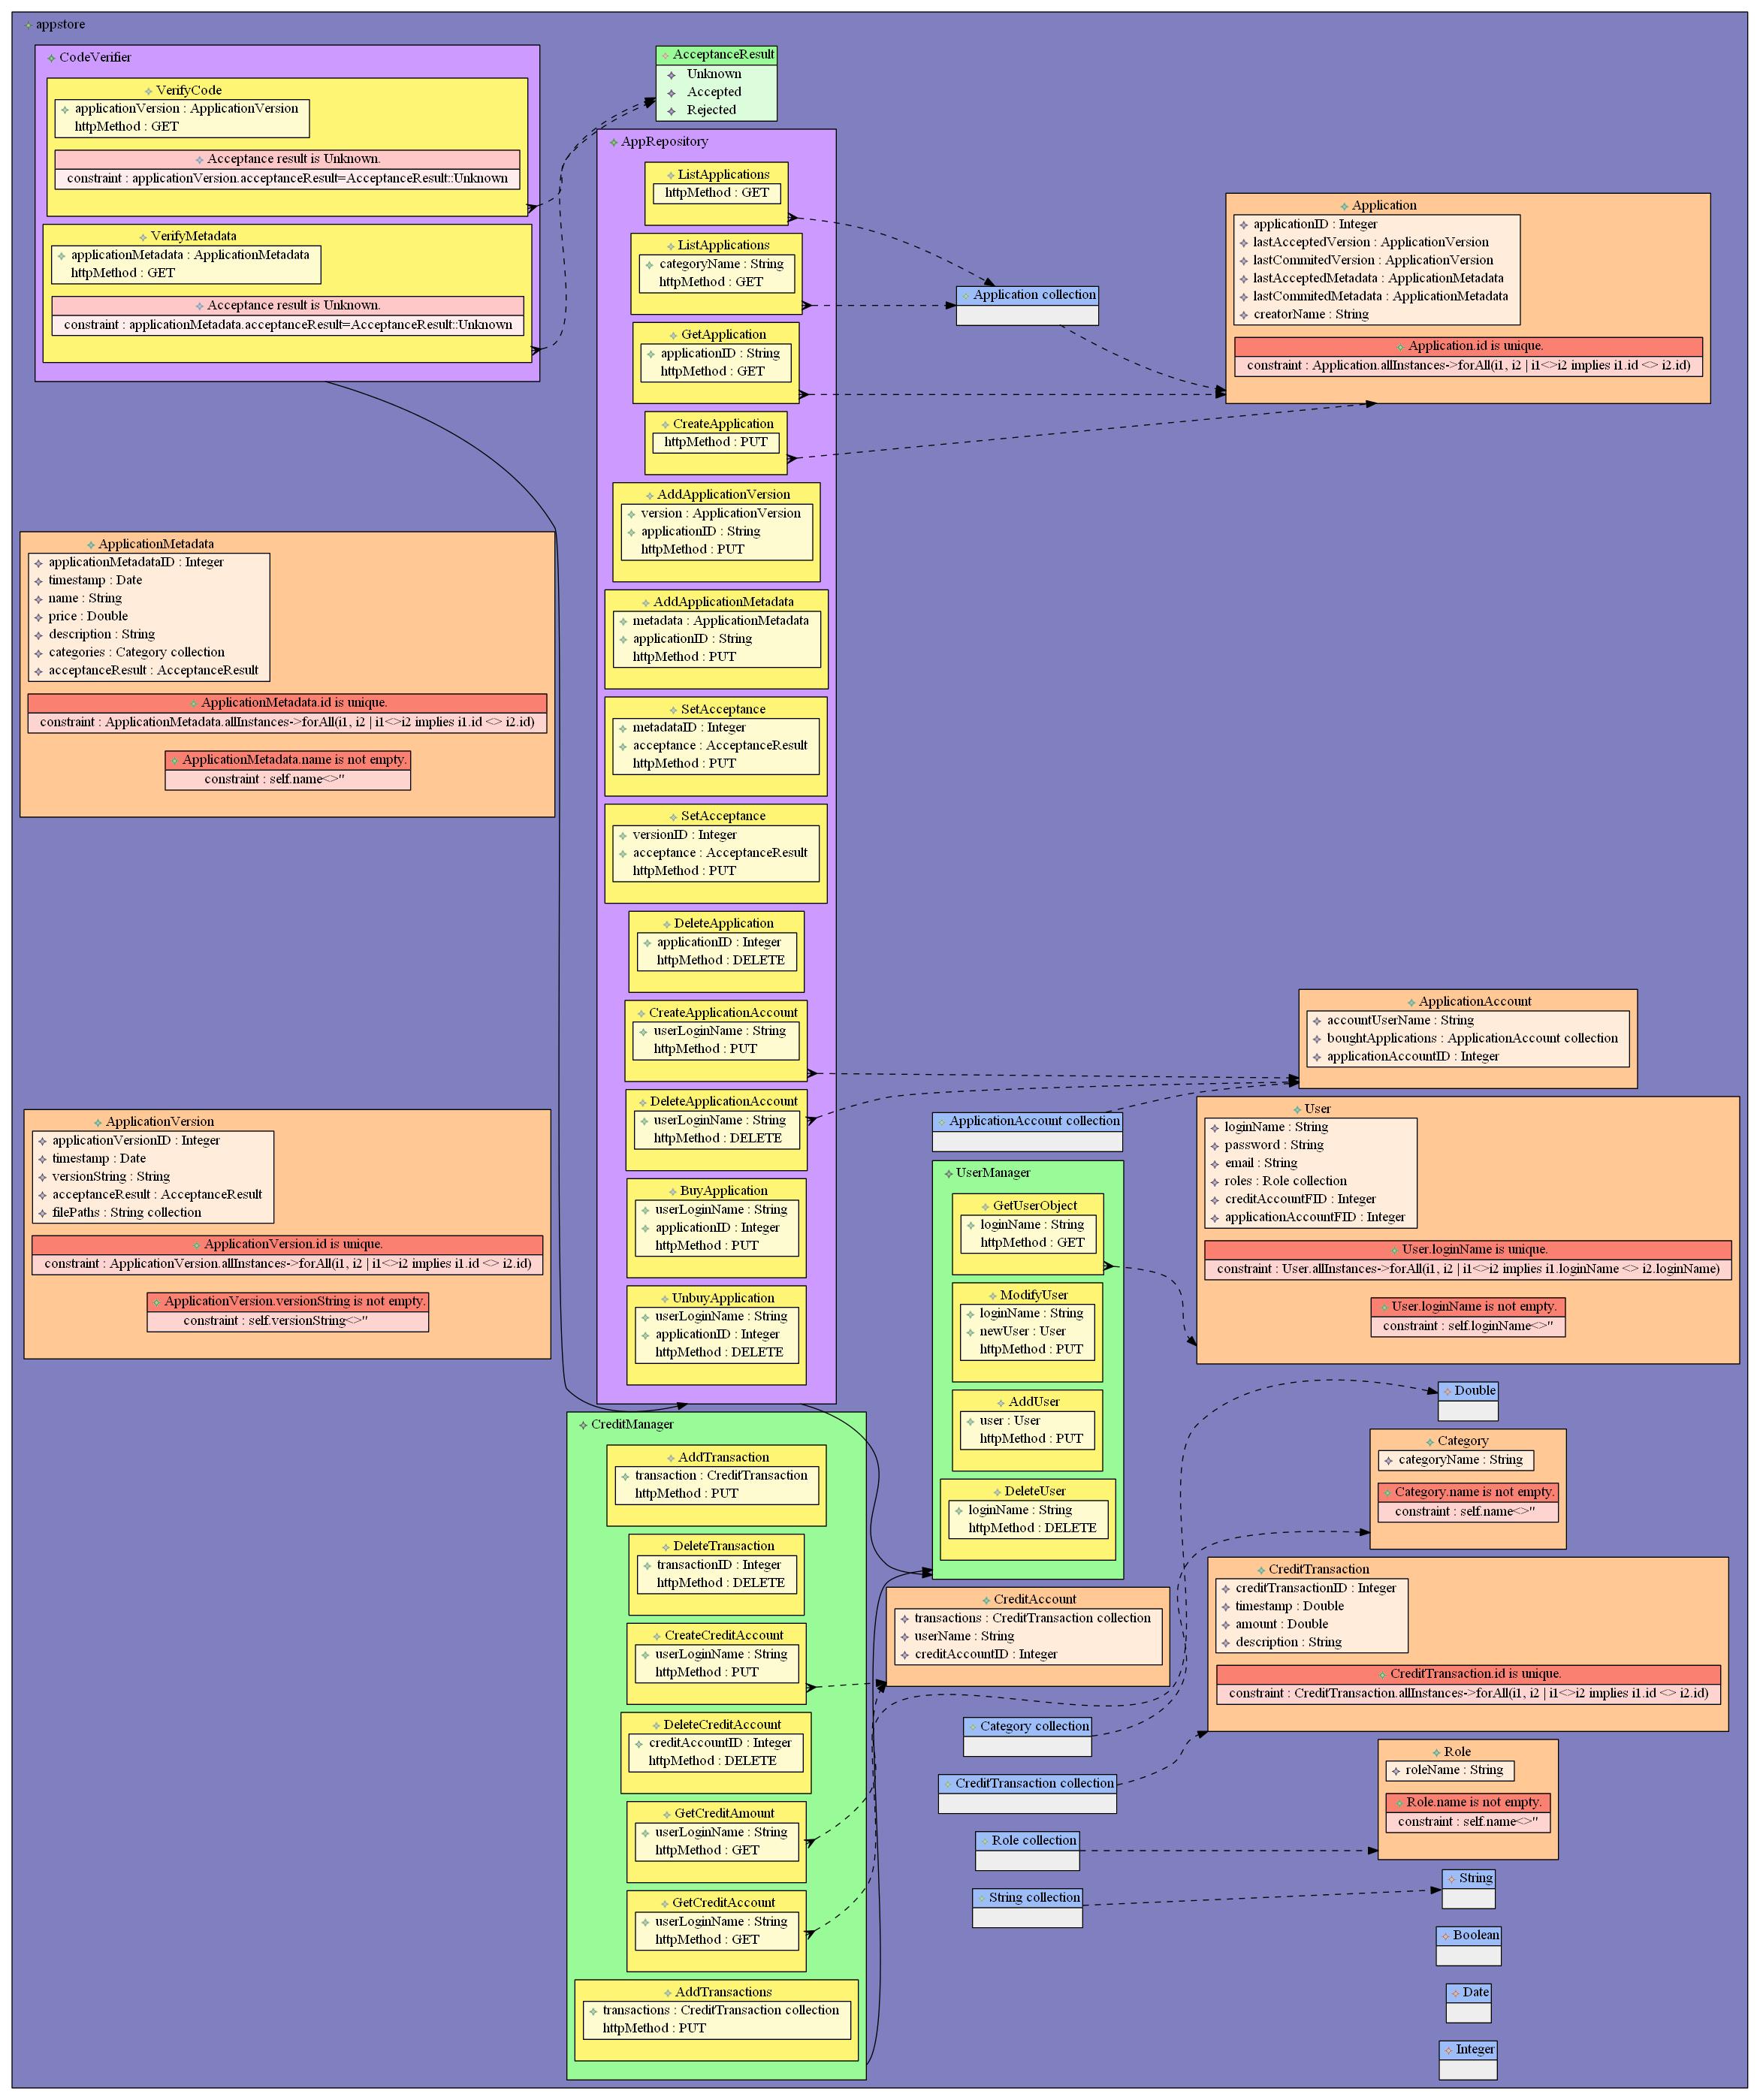 appstore
CodeVerifier
VerifyCode
applicationVersion : ApplicationVersion
httpMethod : GET
Acceptance result is Unknown.
constraint : applicationVersion.acceptanceResult=AcceptanceResult::Unknown
VerifyMetadata
applicationMetadata : ApplicationMetadata
httpMethod : GET
Acceptance result is Unknown.
constraint : applicationMetadata.acceptanceResult=AcceptanceResult::Unknown
ApplicationMetadata
applicationMetadataID : Integer
timestamp : Date
name : String
price : Double
description : String
categories : Category collection
acceptanceResult : AcceptanceResult
ApplicationMetadata.id is unique.
constraint : ApplicationMetadata.allInstances->forAll(i1, i2 | i1<>i2 implies i1.id <> i2.id)
ApplicationMetadata.name is not empty.
constraint : self.name<>''
ApplicationVersion
applicationVersionID : Integer
timestamp : Date
versionString : String
acceptanceResult : AcceptanceResult
filePaths : String collection
ApplicationVersion.id is unique.
constraint : ApplicationVersion.allInstances->forAll(i1, i2 | i1<>i2 implies i1.id <> i2.id)
ApplicationVersion.versionString is not empty.
constraint : self.versionString<>''
AcceptanceResult
Unknown
Accepted
Rejected
AppRepository
ListApplications
httpMethod : GET
ListApplications
categoryName : String
httpMethod : GET
GetApplication
applicationID : String
httpMethod : GET
CreateApplication
httpMethod : PUT
AddApplicationVersion
version : ApplicationVersion
applicationID : String
httpMethod : PUT
AddApplicationMetadata
metadata : ApplicationMetadata
applicationID : String
httpMethod : PUT
SetAcceptance
metadataID : Integer
acceptance : AcceptanceResult
httpMethod : PUT
SetAcceptance
versionID : Integer
acceptance : AcceptanceResult
httpMethod : PUT
DeleteApplication
applicationID : Integer
httpMethod : DELETE
CreateApplicationAccount
userLoginName : String
httpMethod : PUT
DeleteApplicationAccount
userLoginName : String
httpMethod : DELETE
BuyApplication
userLoginName : String
applicationID : Integer
httpMethod : PUT
UnbuyApplication
userLoginName : String
applicationID : Integer
httpMethod : DELETE
CreditManager
AddTransaction
transaction : CreditTransaction
httpMethod : PUT
DeleteTransaction
transactionID : Integer
httpMethod : DELETE
CreateCreditAccount
userLoginName : String
httpMethod : PUT
DeleteCreditAccount
creditAccountID : Integer
httpMethod : DELETE
GetCreditAmount
userLoginName : String
httpMethod : GET
GetCreditAccount
userLoginName : String
httpMethod : GET
AddTransactions
transactions : CreditTransaction collection
httpMethod : PUT
Application collection
ApplicationAccount collection
UserManager
GetUserObject
loginName : String
httpMethod : GET
ModifyUser
loginName : String
newUser : User
httpMethod : PUT
AddUser
user : User
httpMethod : PUT
DeleteUser
loginName : String
httpMethod : DELETE
CreditAccount
transactions : CreditTransaction collection
userName : String
creditAccountID : Integer
Category collection
CreditTransaction collection
Role collection
String collection
Application
applicationID : Integer
lastAcceptedVersion : ApplicationVersion
lastCommitedVersion : ApplicationVersion
lastAcceptedMetadata : ApplicationMetadata
lastCommitedMetadata : ApplicationMetadata
creatorName : String
Application.id is unique.
constraint : Application.allInstances->forAll(i1, i2 | i1<>i2 implies i1.id <> i2.id)
ApplicationAccount
accountUserName : String
boughtApplications : ApplicationAccount collection
applicationAccountID : Integer
User
loginName : String
password : String
email : String
roles : Role collection
creditAccountFID : Integer
applicationAccountFID : Integer
User.loginName is unique.
constraint : User.allInstances->forAll(i1, i2 | i1<>i2 implies i1.loginName <> i2.loginName)
User.loginName is not empty.
constraint : self.loginName<>''
Double
Category
categoryName : String
Category.name is not empty.
constraint : self.name<>''
CreditTransaction
creditTransactionID : Integer
timestamp : Double
amount : Double
description : String
CreditTransaction.id is unique.
constraint : CreditTransaction.allInstances->forAll(i1, i2 | i1<>i2 implies i1.id <> i2.id)
Role
roleName : String
Role.name is not empty.
constraint : self.name<>''
String
Boolean
Date
Integer